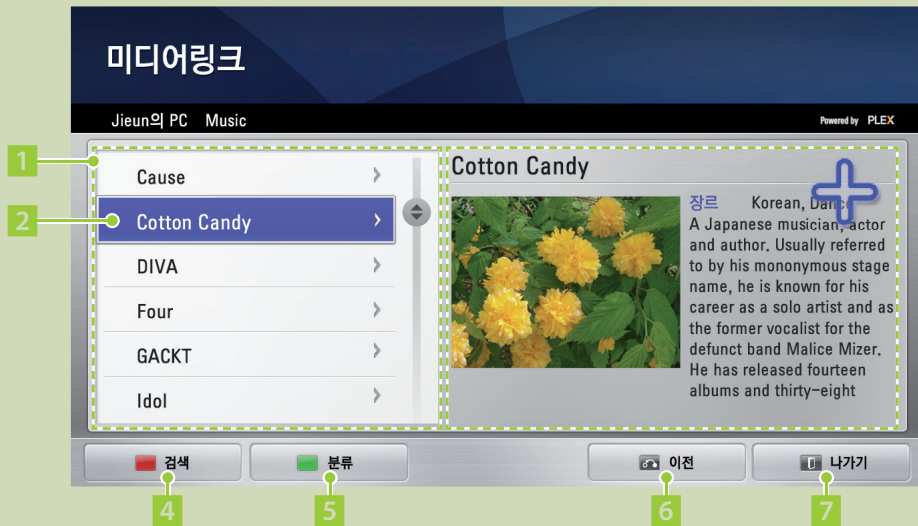 미디어링크
Jieun의 PC Music
Powered by PLEX
1
2
Cause
Cotton Candy
DIVA
Four
GACKT
Idol
Cotton Candy
장르 Korean, Dance
A Japanese musician, actor
and author. Usually referred
to by his mononymous stage
name, he is known for his
career as a solo artist and as
the former vocalist for the
defunct band Malice Mizer.
He has released fourteen
albums and thirty-eight
검색
분류
이전
나가기
4
5
6
7